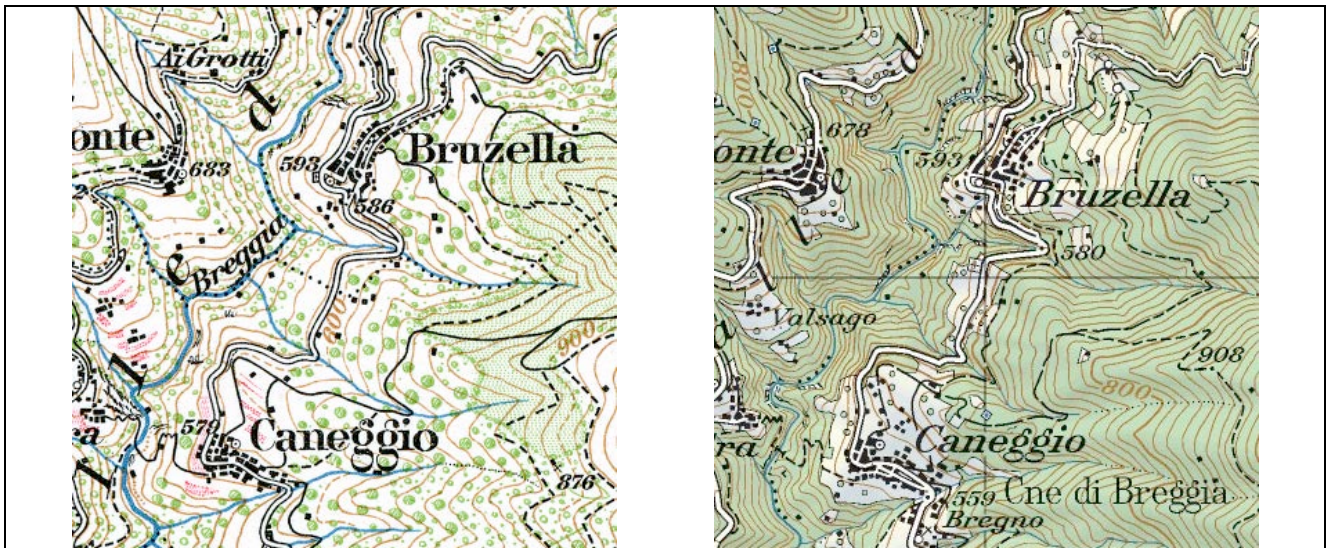 Ai Grotti
d
onte
683
593
Bruzella
586
e
Breggia
600
900
l
579
Caneggio
ra
l
876
800
d
678
onte
e
593
Bruzella
l
580
Valsago
a
908
800
ra
Caneggio
559
Cne di Breggia
Bregno